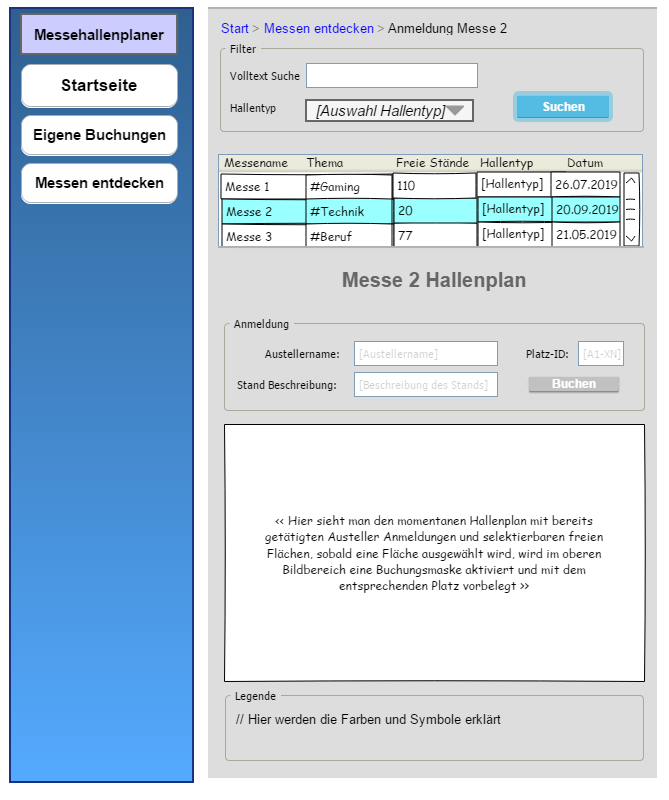 Messehallenplaner
Startseite
Eigene Buchungen
Messen entdecken
Start > Messen entdecken > Anmeldung Messe 2
Filter
Volltext Suche
Hallentyp [Auswahl Hallentyp] Suchen
Messename Thema Freie Stände Hallentyp Datum
Messe 1 #Gaming 110 [Hallentyp] 26.07.2019
Messe 2 #Technik 20 [Hallentyp] 20.09.2019
Messe 3 #Beruf 77 [Hallentyp] 21.05.2019
Messe 2 Hallenplan
Anmeldung
Austellername: [Austellername] Platz-ID: [A1-XN]
Stand Beschreibung: [Beschreibung des Stands] Buchen
<< Hier sieht man den momentanen Hallenplan mit bereits
getätigten Austeller Anmeldungen und selektierbaren freien
Flächen, sobald eine Fläche ausgewählt wird, wird im oberen
Bildbereich eine Buchungsmaske aktiviert und mit dem
entsprechenden Platz vorbelegt >>
Legende
// Hier werden die Farben und Symbole erklärt